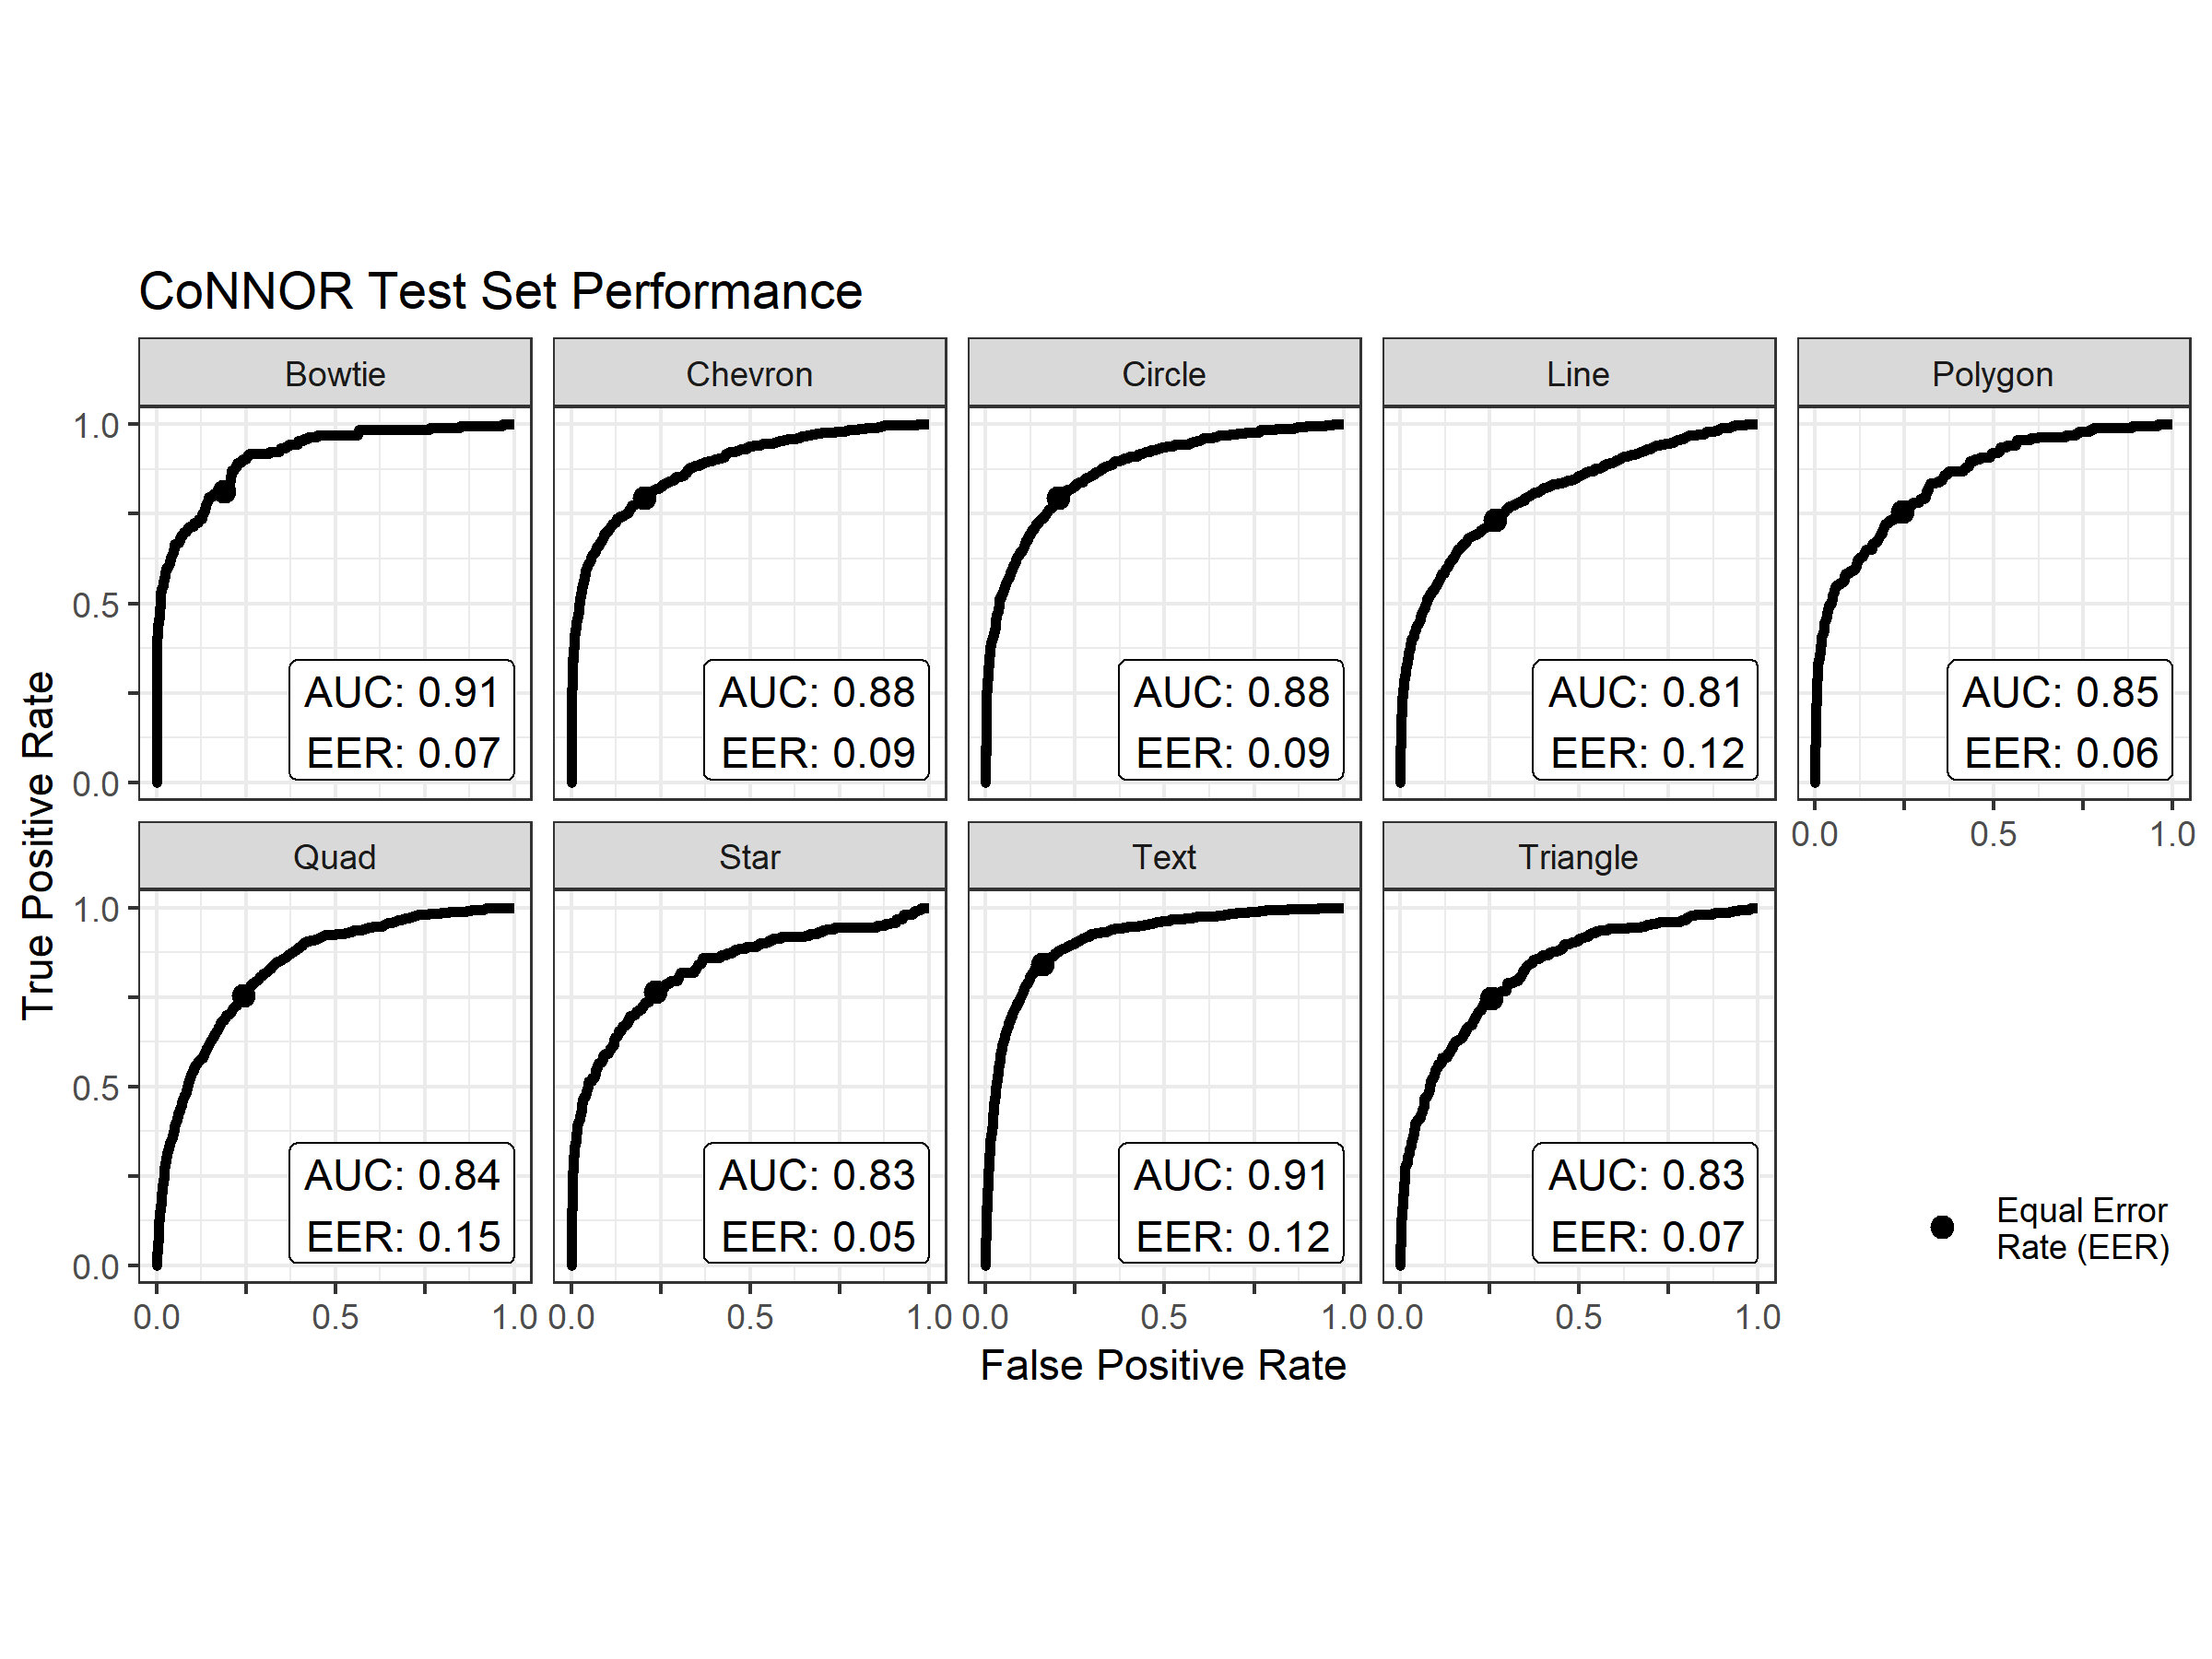 CoNNOR Test Set Performance
Bowtie
Chevron
Circle
Line
Polygon
True Positive Rate
1.0
0.5
0.0
AUC: 0.91
EER: 0.07
AUC: 0.88
EER: 0.09
AUC: 0.88
EER: 0.09
AUC: 0.81
EER: 0.12
AUC: 0.85
EER: 0.06
0.0 0.5 1.0
Quad
Star
Text
Triangle
1.0
0.5
0.0
AUC: 0.84
EER: 0.15
AUC: 0.83
EER: 0.05
AUC: 0.91
EER: 0.12
AUC: 0.83
EER: 0.07
Equal Error
Rate (EER)
0.0 0.5 1.0 0.0 0.5 1.0 0.0 0.5 1.0 0.0 0.5 1.0
False Positive Rate